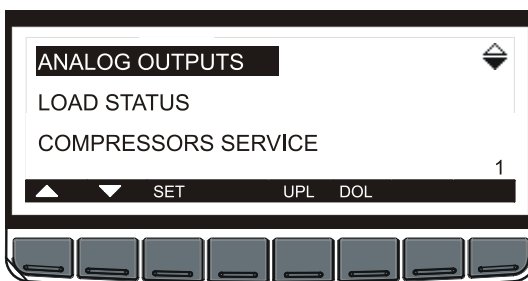 ANALOG OUTPUTS
LOAD STATUS
COMPRESSORS SERVICE
1
SET UPL DOL